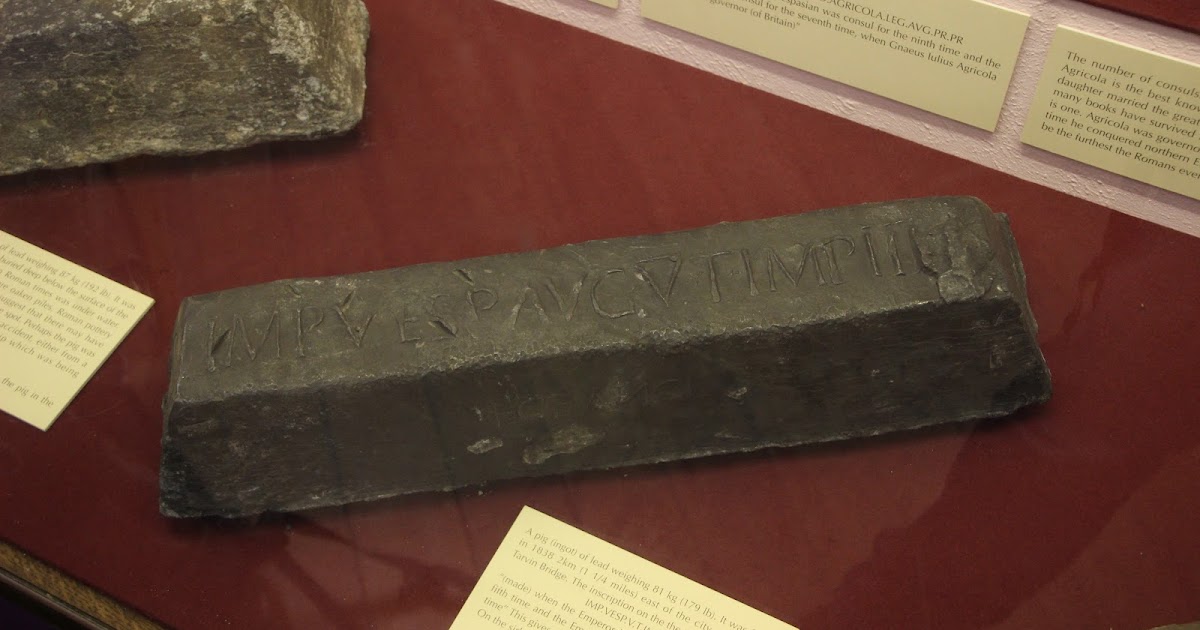 AGRICOLA.LEG.AVG.PR.PR
was consul for the ninth time and the
for the seventh time, when Gnaeus Iulius Agricola
governor (of Britain)"
The number of consuls
Agricola is the best
daughter married the great
many books have survived
is one. Agricola was
time he conquered northern
be the furthest the Romans
of lead weighing 87 kg (192 lb). It was
buried deep below the surface of the
Roman times was under water
oaken piles. Roman pottery
suggest that there may have
spot. Perhaps the pig was
accident, either from a
which was being
the pig in the
IMP VESP AVG V T IMP III
A pig (ingot) of lead weighing 81 kg (179 lb). It was
in 1838 2km (1 1/4 miles) east of the city
Tarvin Bridge. The inscription on the
IMP.VESP.V.T.
"(made) when the Emperor
fifth time and the
time" This
On the